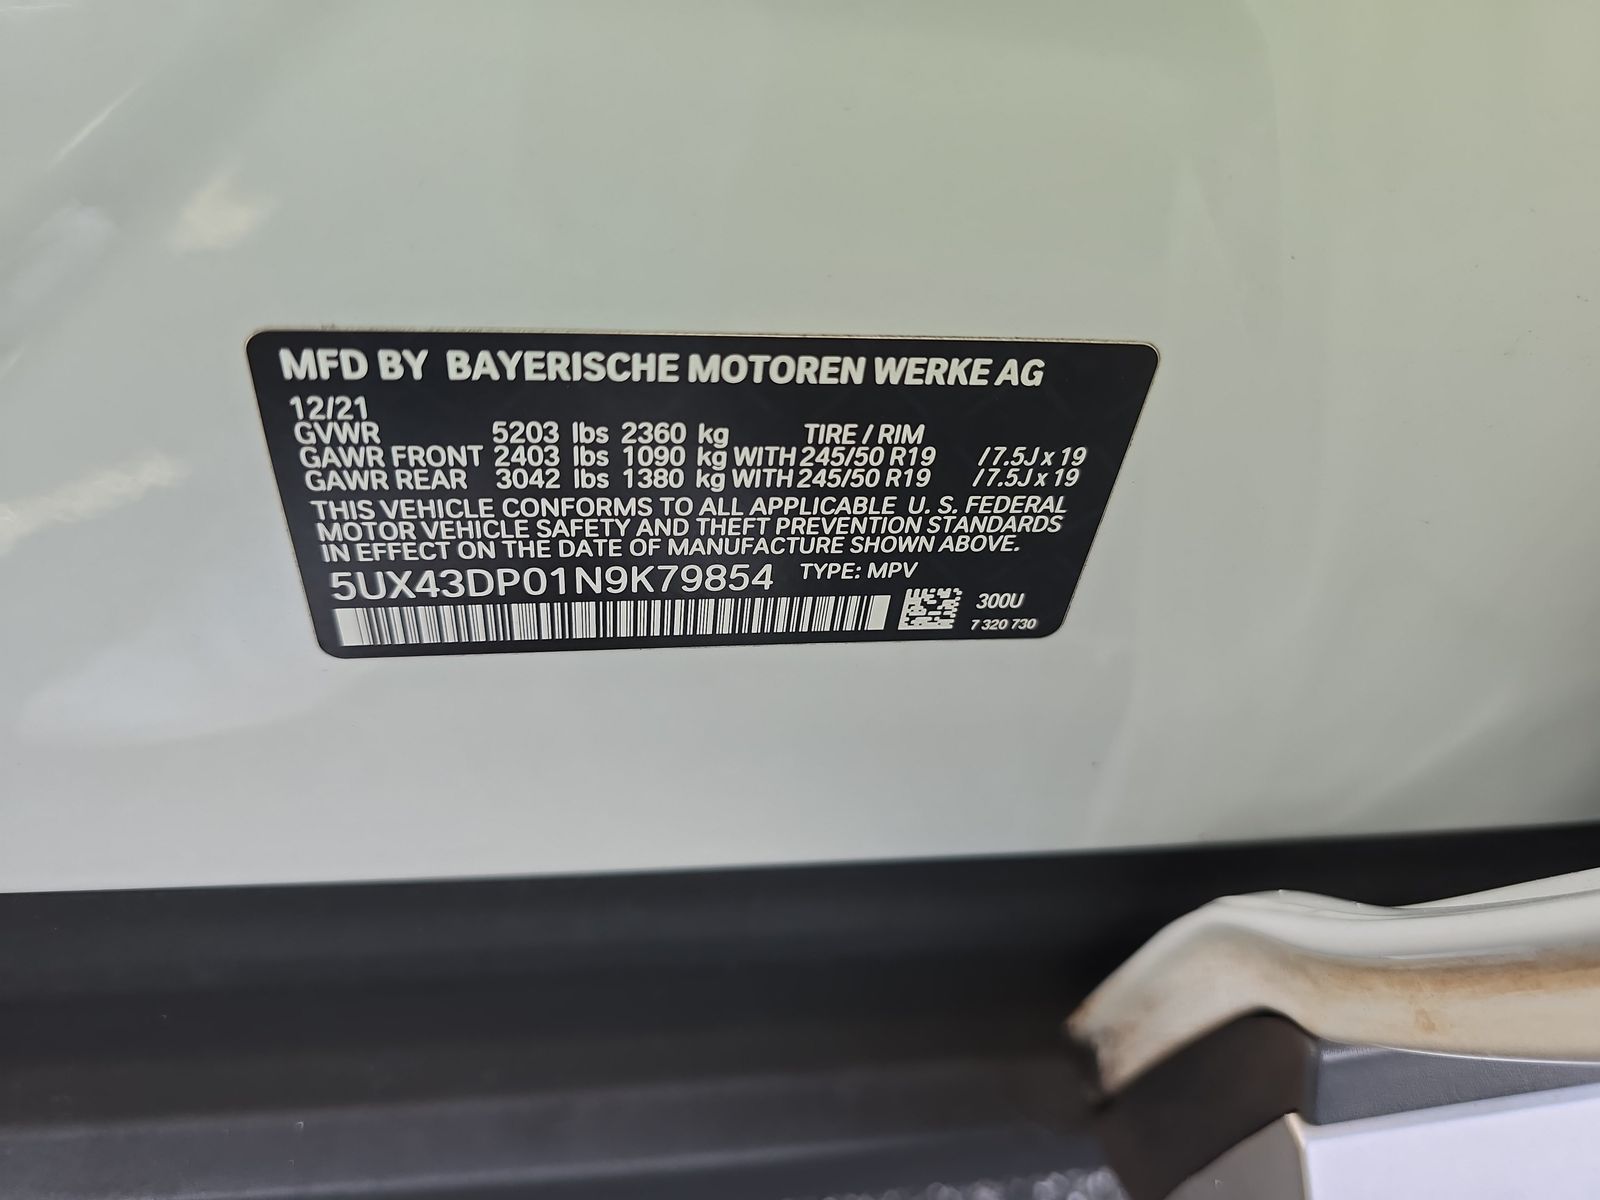 MFD BY BAYERISCHE MOTOREN WERKE AG
12/21
GVWR 5203 lbs 2360 kg TIRE / RIM
GAWR FRONT 2403 lbs 1090 kg WITH 245/50 R19 / 7.5J x 19
GAWR REAR 3042 lbs 1380 kg WITH 245/50 R19 / 7.5J x 19
THIS VEHICLE CONFORMS TO ALL APPLICABLE U. S. FEDERAL
MOTOR VEHICLE SAFETY AND THEFT PREVENTION STANDARDS
IN EFFECT ON THE DATE OF MANUFACTURE SHOWN ABOVE.
5UX43DP01N9K79854 TYPE: MPV
300U
7 320 730